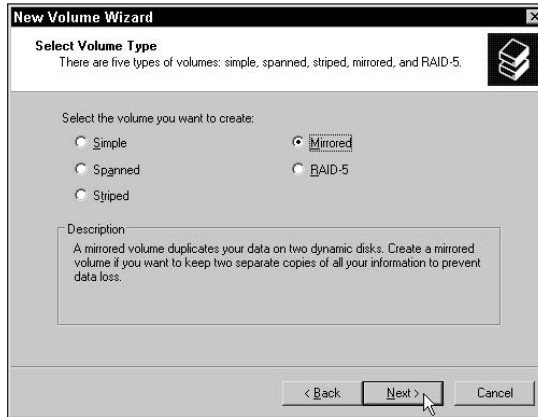 New Volume Wizard
Select Volume Type
There are five types of volumes: simple, spanned, striped, mirrored, and RAID-5.
Select the volume you want to create:
Simple
Mirrored
Spanned
RAID-5
Striped
Description
A mirrored volume duplicates your data on two dynamic disks. Create a mirrored
volume if you want to keep two separate copies of all your information to prevent
data loss.
< Back
Next >
Cancel